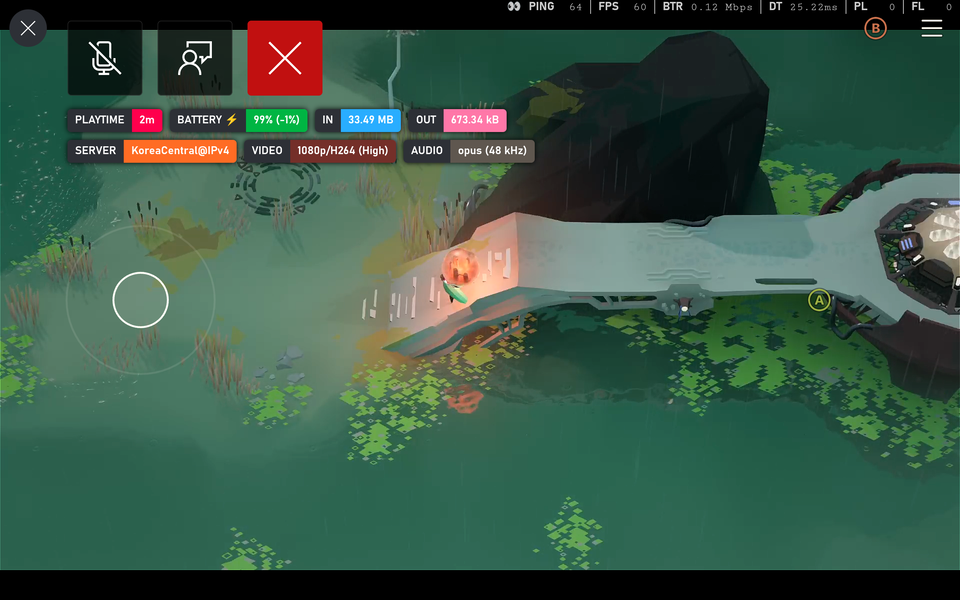 PING 64 FPS 60 BTR 0.12 Mbps DT 25.22ms PL 0 FL 0
B
PLAYTIME 2m BATTERY 99% (-1%) IN 33.49 MB OUT 673.34 kB
SERVER KoreaCentral@IPv4 VIDEO 1080p/H264 (High) AUDIO opus (48 kHz)
A